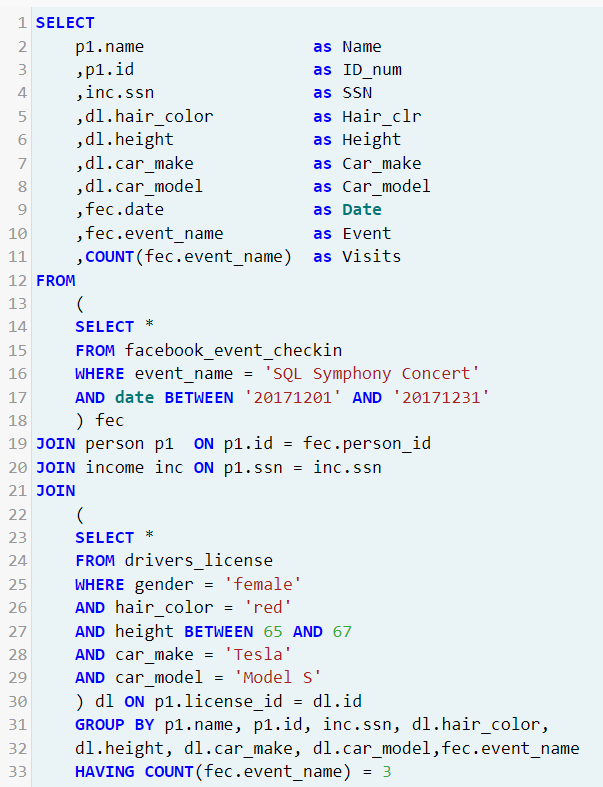 1 SELECT
2 p1.name as Name
3 ,p1.id as ID_num
4 ,inc.ssn as SSN
5 ,dl.hair_color as Hair_clr
6 ,dl.height as Height
7 ,dl.car_make as Car_make
8 ,dl.car_model as Car_model
9 ,fec.date as Date
10 ,fec.event_name as Event
11 ,COUNT(fec.event_name) as Visits
12 FROM
13 (
14 SELECT *
15 FROM facebook_event_checkin
16 WHERE event_name = 'SQL Symphony Concert'
17 AND date BETWEEN '20171201' AND '20171231'
18 ) fec
19 JOIN person p1 ON p1.id = fec.person_id
20 JOIN income inc ON p1.ssn = inc.ssn
21 JOIN
22 (
23 SELECT *
24 FROM drivers_license
25 WHERE gender = 'female'
26 AND hair_color = 'red'
27 AND height BETWEEN 65 AND 67
28 AND car_make = 'Tesla'
29 AND car_model = 'Model S'
30 ) dl ON p1.license_id = dl.id
31 GROUP BY p1.name, p1.id, inc.ssn, dl.hair_color,
32 dl.height, dl.car_make, dl.car_model,fec.event_name
33 HAVING COUNT(fec.event_name) = 3